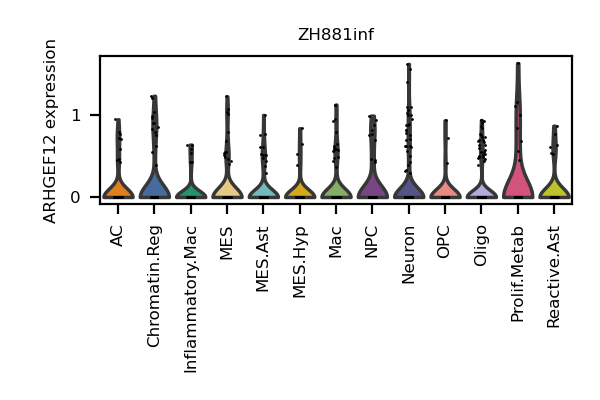 ZH881inf
ARHGEF12 expression
1
0
AC
Chromatin.Reg
Inflammatory.Mac
MES
MES.Ast
MES.Hyp
Mac
NPC
Neuron
OPC
Oligo
Prolif.Metab
Reactive.Ast